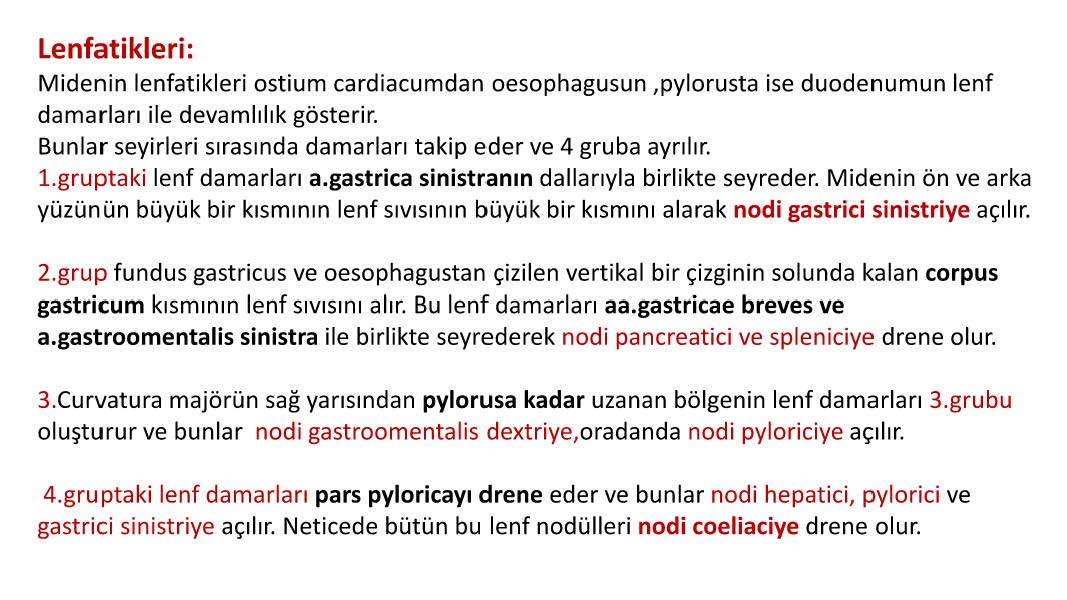 Lenfatikleri:
Midenin lenfatikleri ostium cardiacumdan oesophagusun ,pylorusta ise duodenumun lenf
damarları ile devamlılık gösterir.
Bunlar seyirleri sırasında damarları takip eder ve 4 gruba ayrılır.
1.gruptaki lenf damarları a.gastrica sinistranın dallarıyla birlikte seyreder. Midenin ön ve arka
yüzünün büyük bir kısmının lenf sıvısının büyük bir kısmını alarak nodi gastrici sinistriye açılır.
2.grup fundus gastricus ve oesophagustan çizilen vertikal bir çizginin solunda kalan corpus
gastricum kısmının lenf sıvısını alır. Bu lenf damarları aa.gastricae breves ve
a.gastroomentalis sinistra ile birlikte seyrederek nodi pancreatici ve spleniciye drene olur.
3.Curvatura majörün sağ yarısından pylorusa kadar uzanan bölgenin lenf damarları 3.grubu
oluşturur ve bunlar nodi gastroomentalis dextriye,oradanda nodi pyloriciye açılır.
4.gruptaki lenf damarları pars pyloricayı drene eder ve bunlar nodi hepatici, pylorici ve
gastrici sinistriye açılır. Neticede bütün bu lenf nodülleri nodi coeliaciye drene olur.